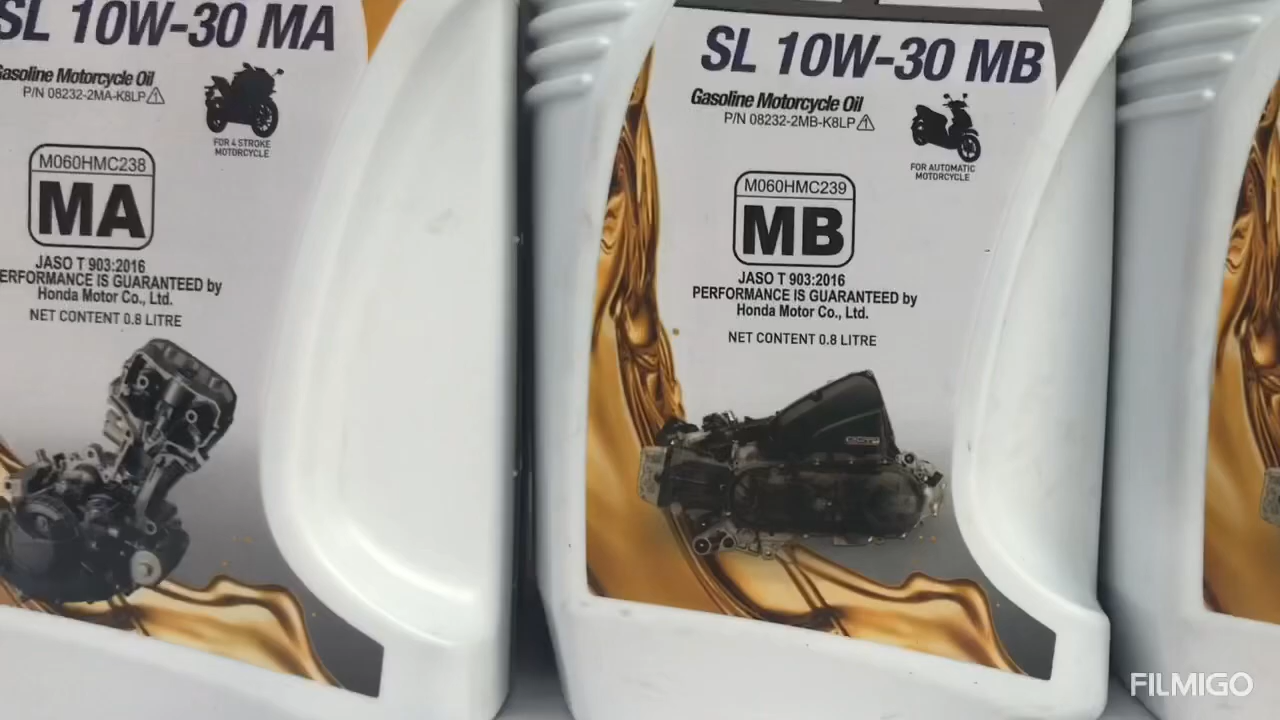 SL 10W-30 MA
Gasoline Motorcycle Oil
P/N 08232-2MA-K8LP
FOR 4 STROKE
MOTORCYCLE
M060HMC238
MA
JASO T 903:2016
ERFORMANCE IS GUARANTEED by
Honda Motor Co., Ltd.
NET CONTENT 0.8 LITRE
SL 10W-30 MB
Gasoline Motorcycle Oil
P/N 08232-2MB-K8LP
FOR AUTOMATIC
MOTORCYCLE
M060HMC239
MB
JASO T 903:2016
PERFORMANCE IS GUARANTEED by
Honda Motor Co., Ltd.
NET CONTENT 0.8 LITRE
FILMIGO